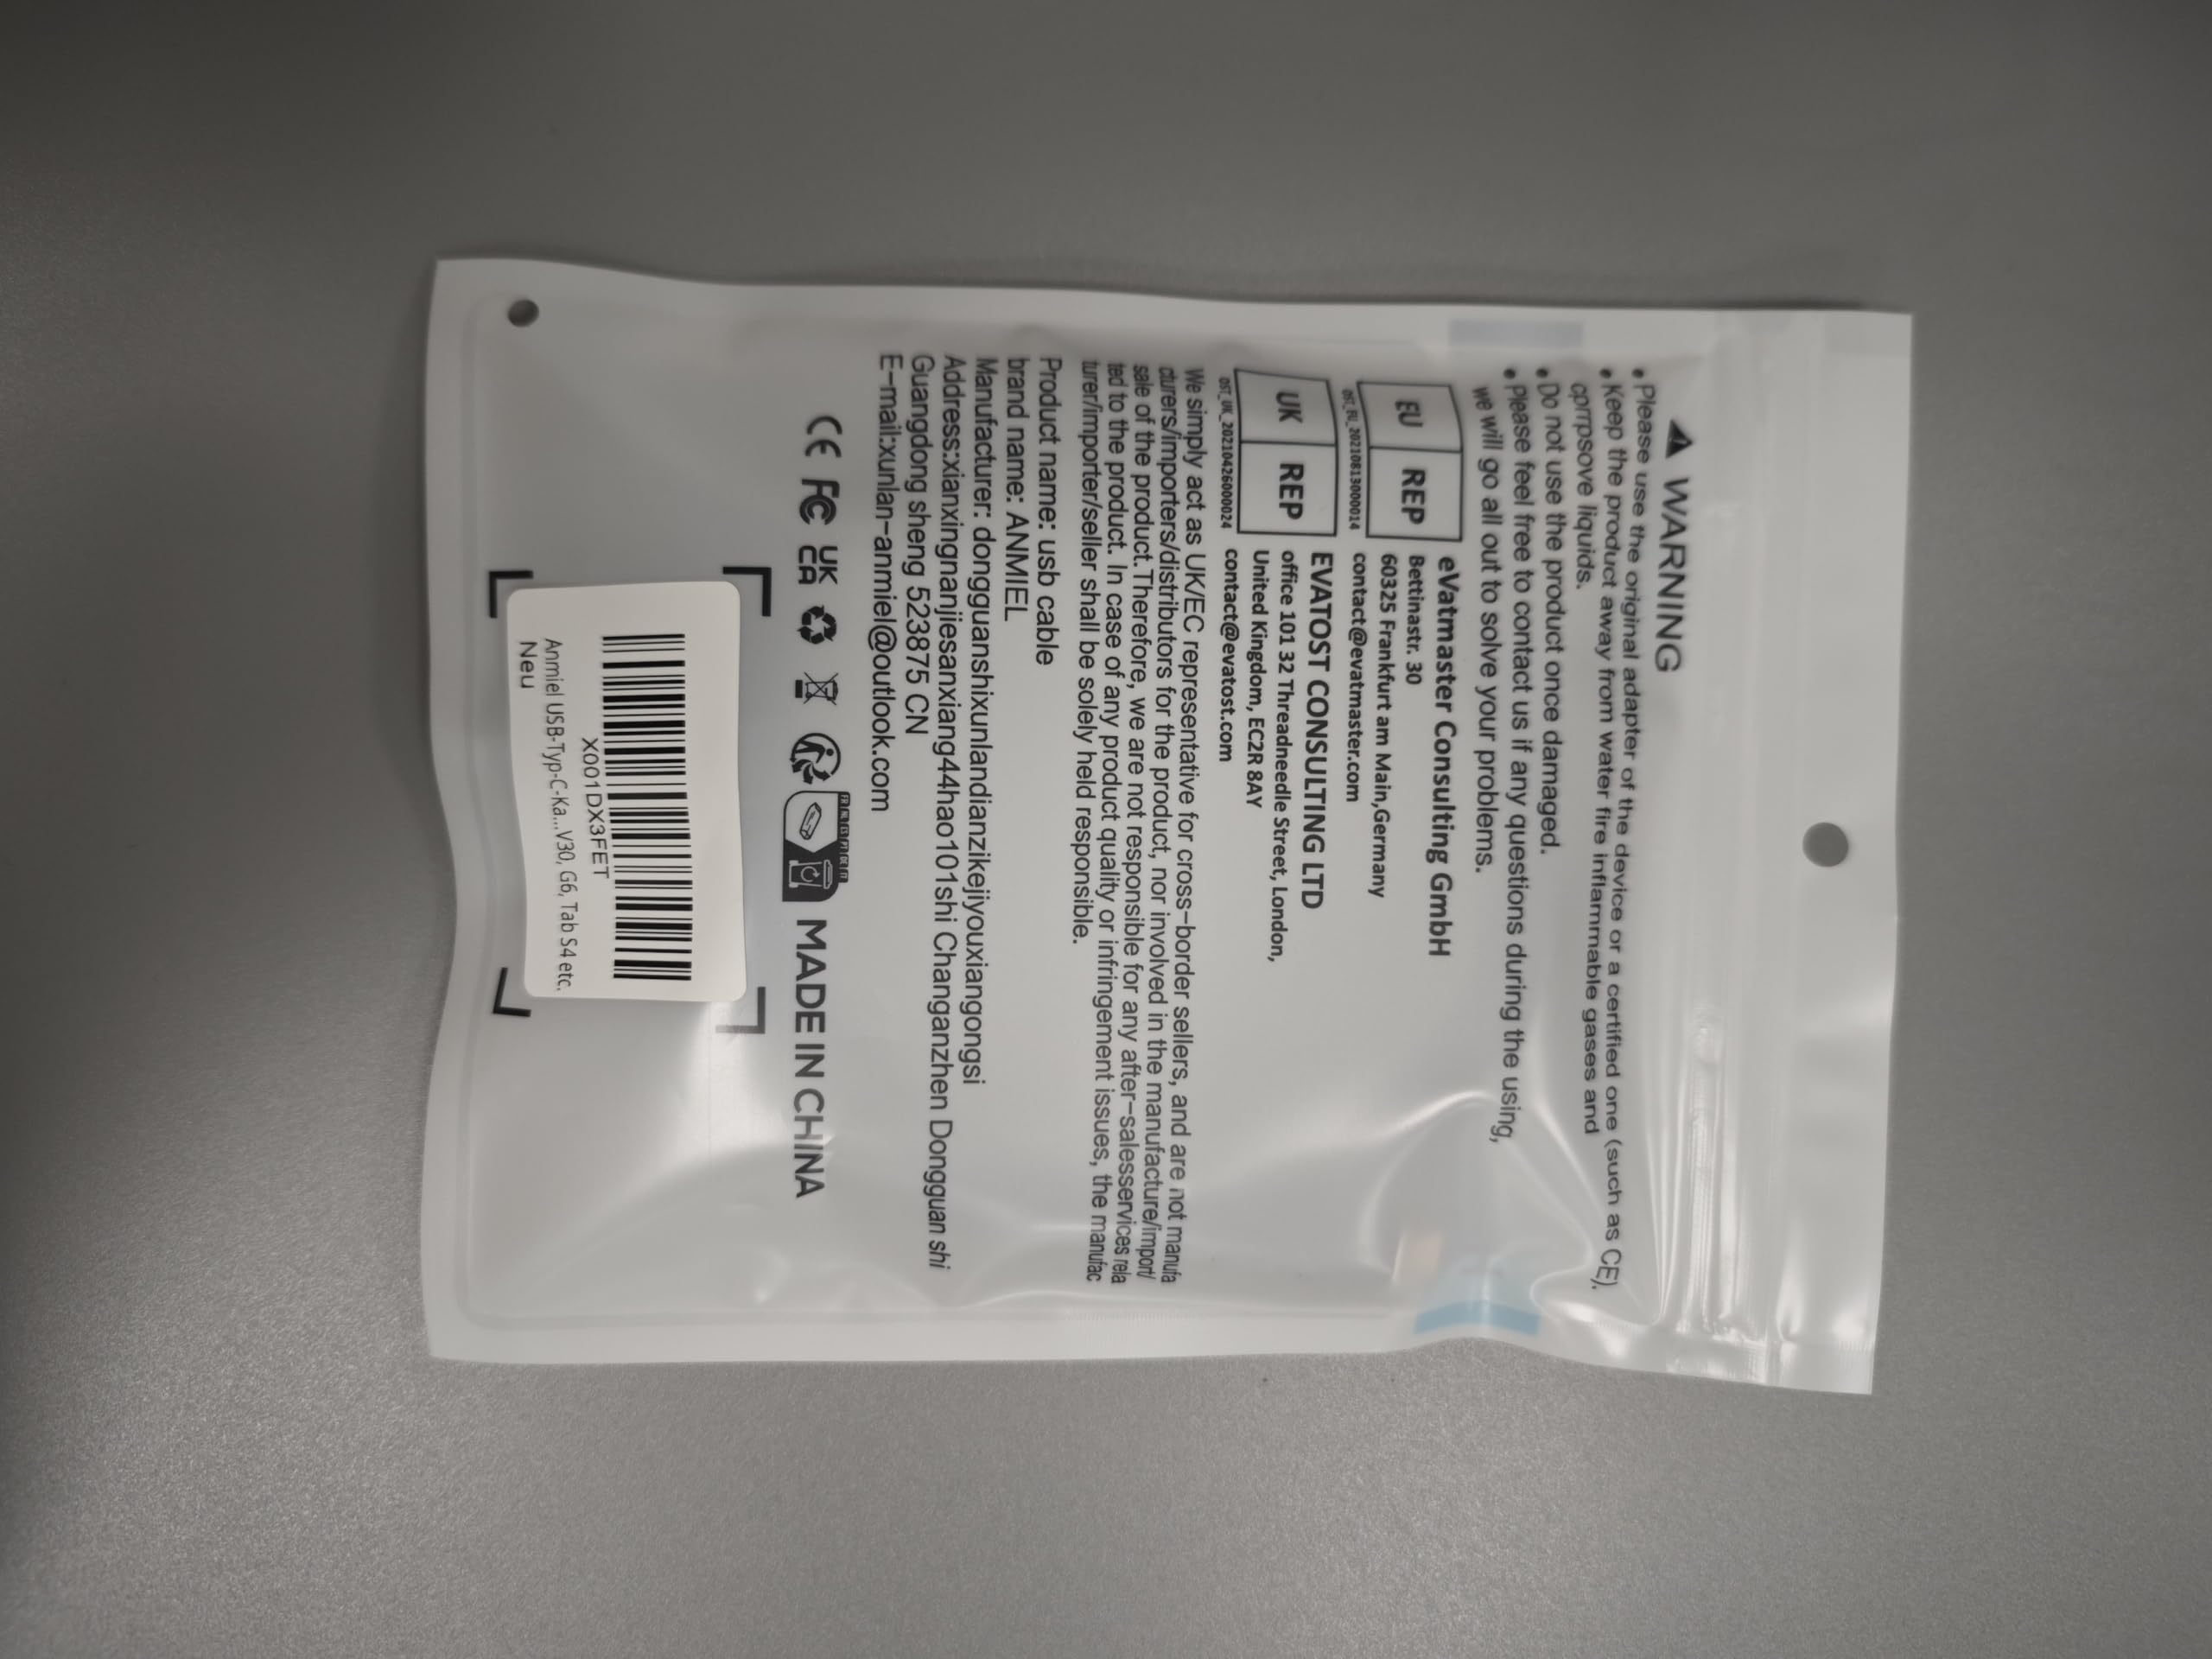 WARNING
• Please use the original adapter of the device or a certified one (such as CE).
• Keep the product away from water fire inflammable gases and
cprrpsove liquids.
• Do not use the product once damaged.
• Please feel free to contact us if any questions during the using,
we will go all out to solve your problems.
EU REP
OST_EU_20210813000014
eVatmaster Consulting GmbH
Bettinastr. 30
60325 Frankfurt am Main,Germany
contact@evatmaster.com
UK REP
OST_UK_20210426000024
EVATOST CONSULTING LTD
office 101 32 Threadneedle Street, London,
United Kingdom, EC2R 8AY
contact@evatost.com
We simply act as UK/EC representative for cross-border sellers, and are not manufa
cturers/importers/distributors for the product, nor involved in the manufacture/import/
sale of the product.Therefore, we are not responsible for any after-salesservices rela
ted to the product. In case of any product quality or infringement issues, the manufac
turer/importer/seller shall be solely held responsible.
Product name: usb cable
brand name: ANMIEL
Manufacturer: dongguanshixunlandianzikejiyouxiangongsi
Address:xianxingnanjiesanxiang44hao101shi Changanzhen Dongguan shi
Guangdong sheng 523875 CN
E-mail:xunlan-anmiel@outlook.com
CE FC UK CA MADE IN CHINA
X001DX3FET
Anmiel USB-Typ-C-Ka...V30, G6, Tab S4 etc.
Neu